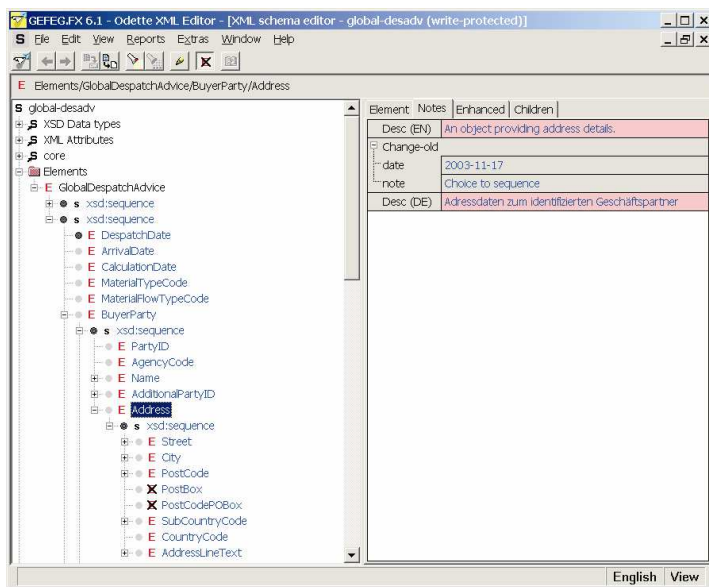 GEFEG.FX 6.1 - Odette XML Editor - [XML schema editor - global-desadv (write-protected)]
S File Edit View Reports Extras Window Help
E Elements/GlobalDespatchAdvice/BuyerParty/Address
S global-desadv
S XSD Data types
S XML Attributes
S core
Elements
E GlobalDespatchAdvice
s xsd:sequence
s xsd:sequence
E DespatchDate
E ArrivalDate
E CalculationDate
E MaterialTypeCode
E MaterialFlowTypeCode
E BuyerParty
s xsd:sequence
E PartyID
E AgencyCode
E Name
E AdditionalPartyID
E Address
s xsd:sequence
E Street
E City
E PostCode
X PostBox
X PostCodePOBox
E SubCountryCode
E CountryCode
E AddressLineText
Element Notes Enhanced Children
Desc (EN) An object providing address details.
Change-old
date 2003-11-17
note Choice to sequence
Desc (DE) Adressdaten zum identifizierten Geschäftspartner
English View